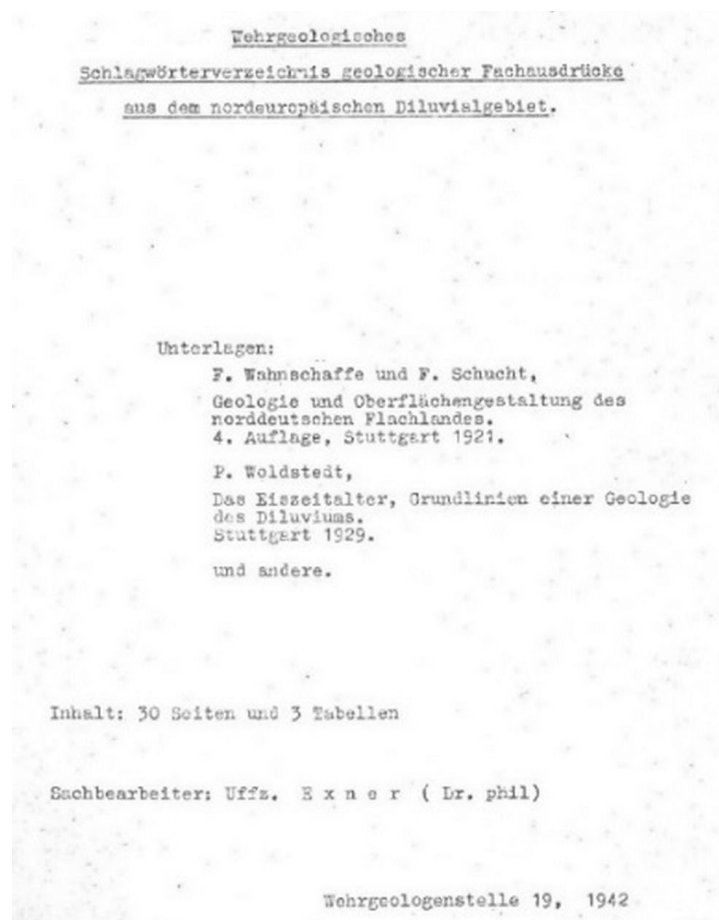 Wehrgeologisches
Schlagwörterverzeichnis geologischer Fachausdrücke
aus dem nordeuropäischen Diluvialgebiet.
Unterlagen:
F. Wahnschaffe und F. Schucht,
Geologie und Oberflächengestaltung des
norddeutschen Flachlandes.
4. Auflage, Stuttgart 1921.
P. Woldstedt,
Das Eiszeitalter, Grundlinien einer Geologie
des Diluviums.
Stuttgart 1929.
und andere.
Inhalt: 30 Seiten und 3 Tabellen
Sachbearbeiter: Uffz. E x n e r ( Dr. phil)
Wehrgeologenstelle 19, 1942